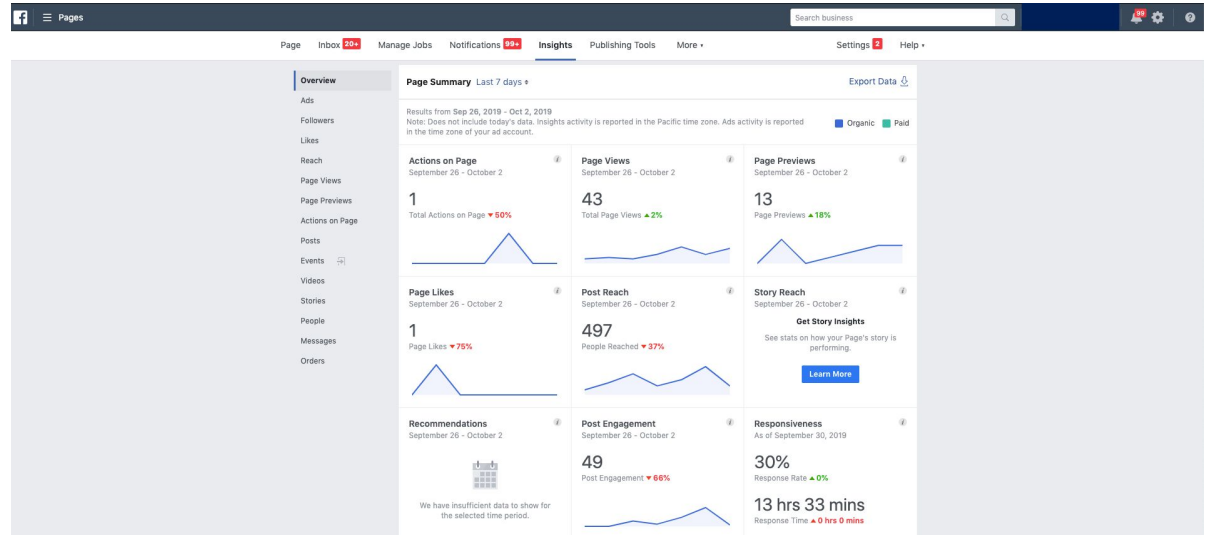 f Pages Search business 99
Page Inbox 20+ Manage Jobs Notifications 99+ Insights Publishing Tools More Settings 2 Help
Overview
Ads
Followers
Likes
Reach
Page Views
Page Previews
Actions on Page
Posts
Events
Videos
Stories
People
Messages
Orders
Page Summary Last 7 days Export Data
Results from Sep 26, 2019 - Oct 2, 2019
Note: Does not include today's data. Insights activity is reported in the Pacific time zone. Ads activity is reported
in the time zone of your ad account.
Organic Paid
Actions on Page
September 26 - October 2
1
Total Actions on Page ▼50%
Page Views
September 26 - October 2
43
Total Page Views ▲2%
Page Previews
September 26 - October 2
13
Page Previews ▲18%
Page Likes
September 26 - October 2
1
Page Likes ▼75%
Post Reach
September 26 - October 2
497
People Reached ▼37%
Story Reach
September 26 - October 2
Get Story Insights
See stats on how your Page's story is
performing.
Learn More
Recommendations
September 26 - October 2
We have insufficient data to show for
the selected time period.
Post Engagement
September 26 - October 2
49
Post Engagement ▼66%
Responsiveness
As of September 30, 2019
30%
Response Rate ▲0%
13 hrs 33 mins
Response Time ▲0 hrs 0 mins